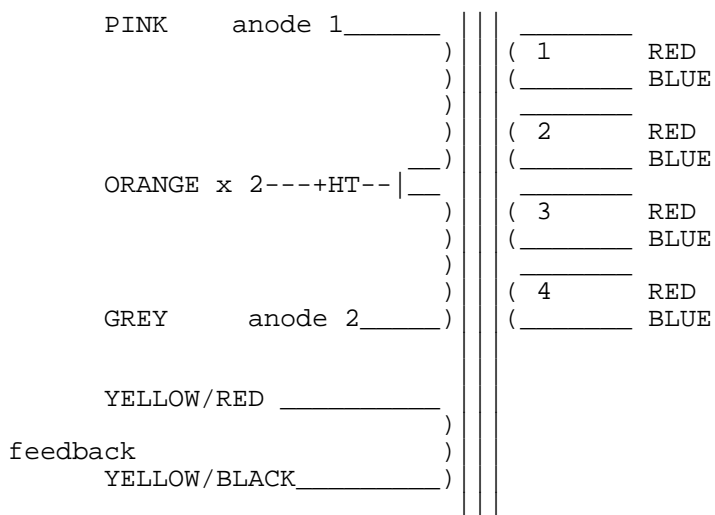 PINK anode 1
( 1 RED
( BLUE
( 2 RED
( BLUE
ORANGE x 2---+HT--|
( 3 RED
( BLUE
( 4 RED
GREY anode 2 ( BLUE
YELLOW/RED
feedback
YELLOW/BLACK